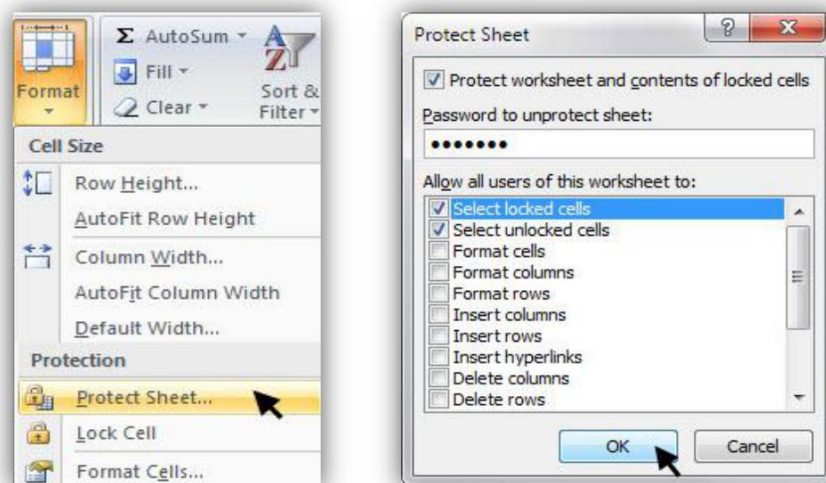 Format
Σ AutoSum
Fill
Clear
Sort &
Filter
Cell Size
Row Height...
AutoFit Row Height
Column Width...
AutoFit Column Width
Default Width...
Protection
Protect Sheet...
Lock Cell
Format Cells...
Protect Sheet
Protect worksheet and contents of locked cells
Password to unprotect sheet:
•••••••
Allow all users of this worksheet to:
Select locked cells
Select unlocked cells
Format cells
Format columns
Format rows
Insert columns
Insert rows
Insert hyperlinks
Delete columns
Delete rows
OK
Cancel